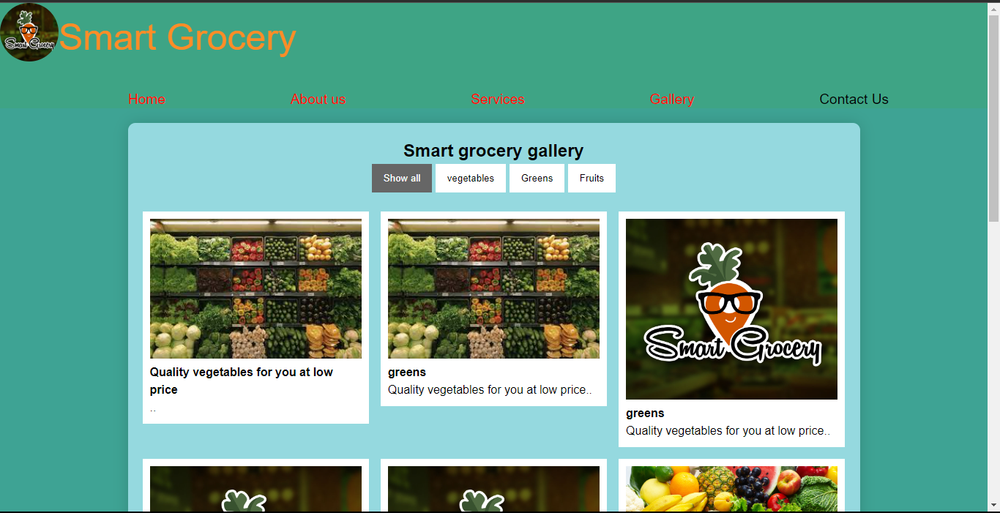 Smart Grocery
Smart Grocery
Home About us Services Gallery Contact Us
Smart grocery gallery
Show all vegetables Greens Fruits
Smart Grocery
Quality vegetables for you at low
price
..
greens
Quality vegetables for you at low price..
greens
Quality vegetables for you at low price..